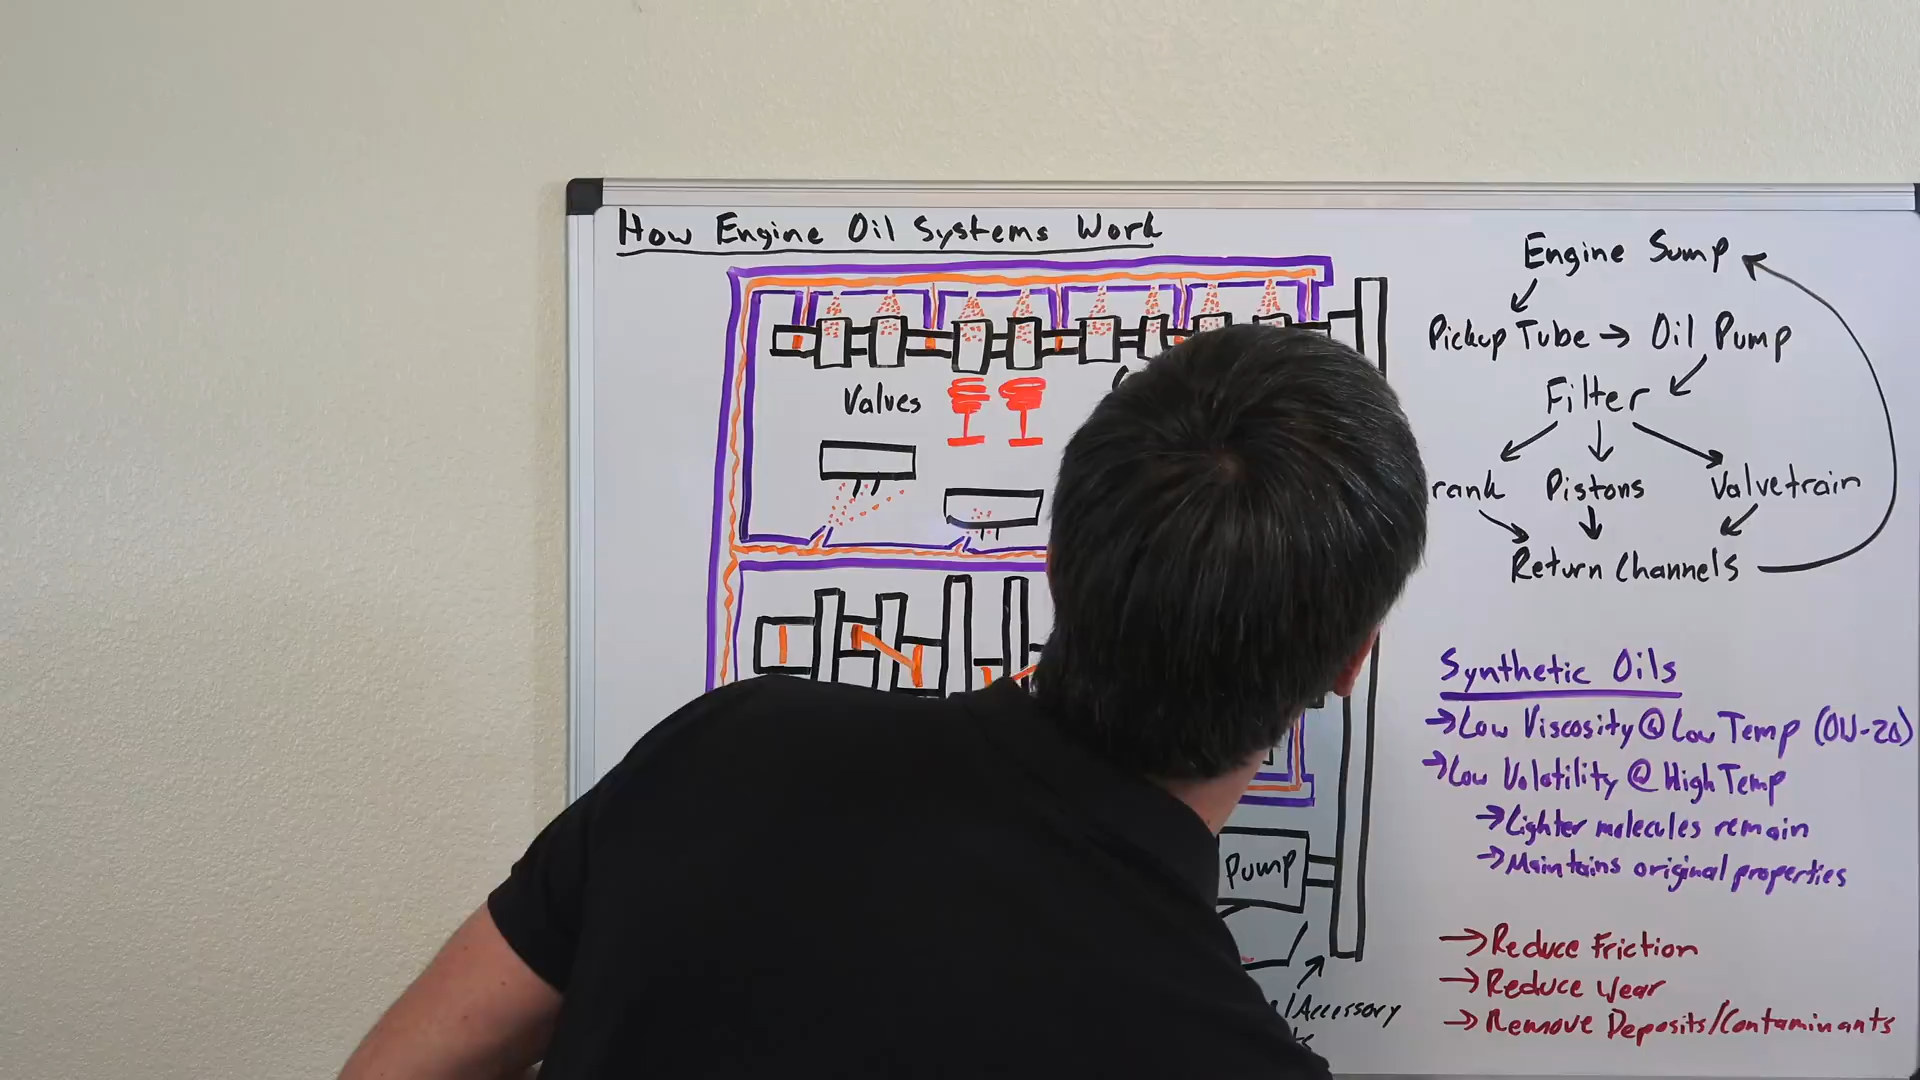 How Engine Oil Systems Work
Valves
Pump
/Accessory
Engine Sump
Pickup Tube → Oil Pump
Filter
rank Pistons Valvetrain
Return Channels
Synthetic Oils
→ Low Viscosity @ Low Temp (0W-20)
→ Low Volatility @ High Temp
→ Lighter molecules remain
→ Maintains original properties
→ Reduce Friction
→ Reduce Wear
→ Remove Deposits/Contaminants